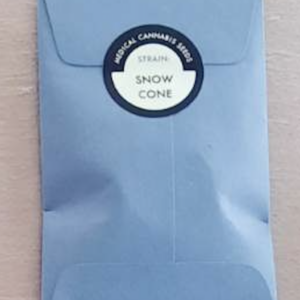 MEDICAL CANNABIS SEEDS
STRAIN:
SNOW
CONE